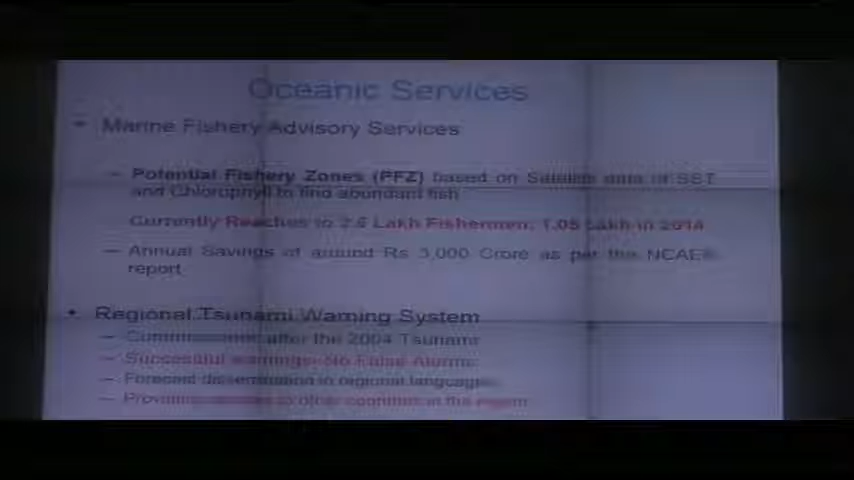 Oceanic Services
• Marine Fishery Advisory Services
– Potential Fishery Zones (PFZ) based on Satellite data of SST
and Chlorophyll to find abundant fish
Currently Reaches to 2.6 Lakh Fishermen; 1.05 Lakh in 2014
– Annual Savings of around Rs 3,000 Crore as per the NCAER
report
• Regional Tsunami Warning System
– Commissioned after the 2004 Tsunami
– Successful warnings- No False Alarms
– Forecast dissemination in regional languages
– to other countries in the region